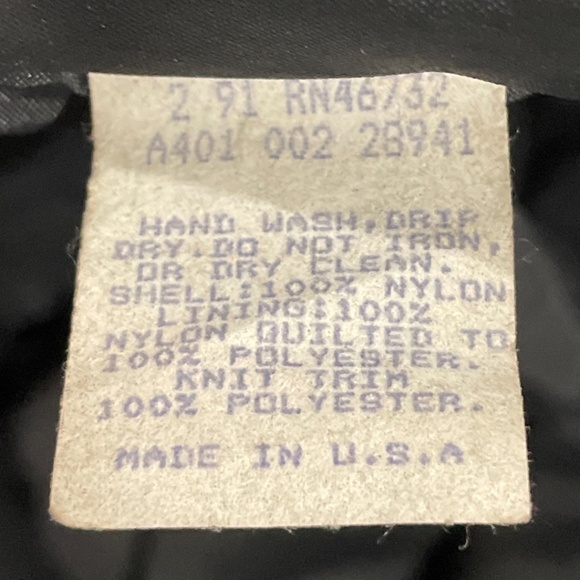 2 91 RN46732
A401 002 28941
HAND WASH,DRIP
DRY.DO NOT IRON,
OR DRY CLEAN.
SHELL:100% NYLON
LINING:100%
NYLON QUILTED TO
100% POLYESTER.
KNIT TRIM
100% POLYESTER.
MADE IN U.S.A